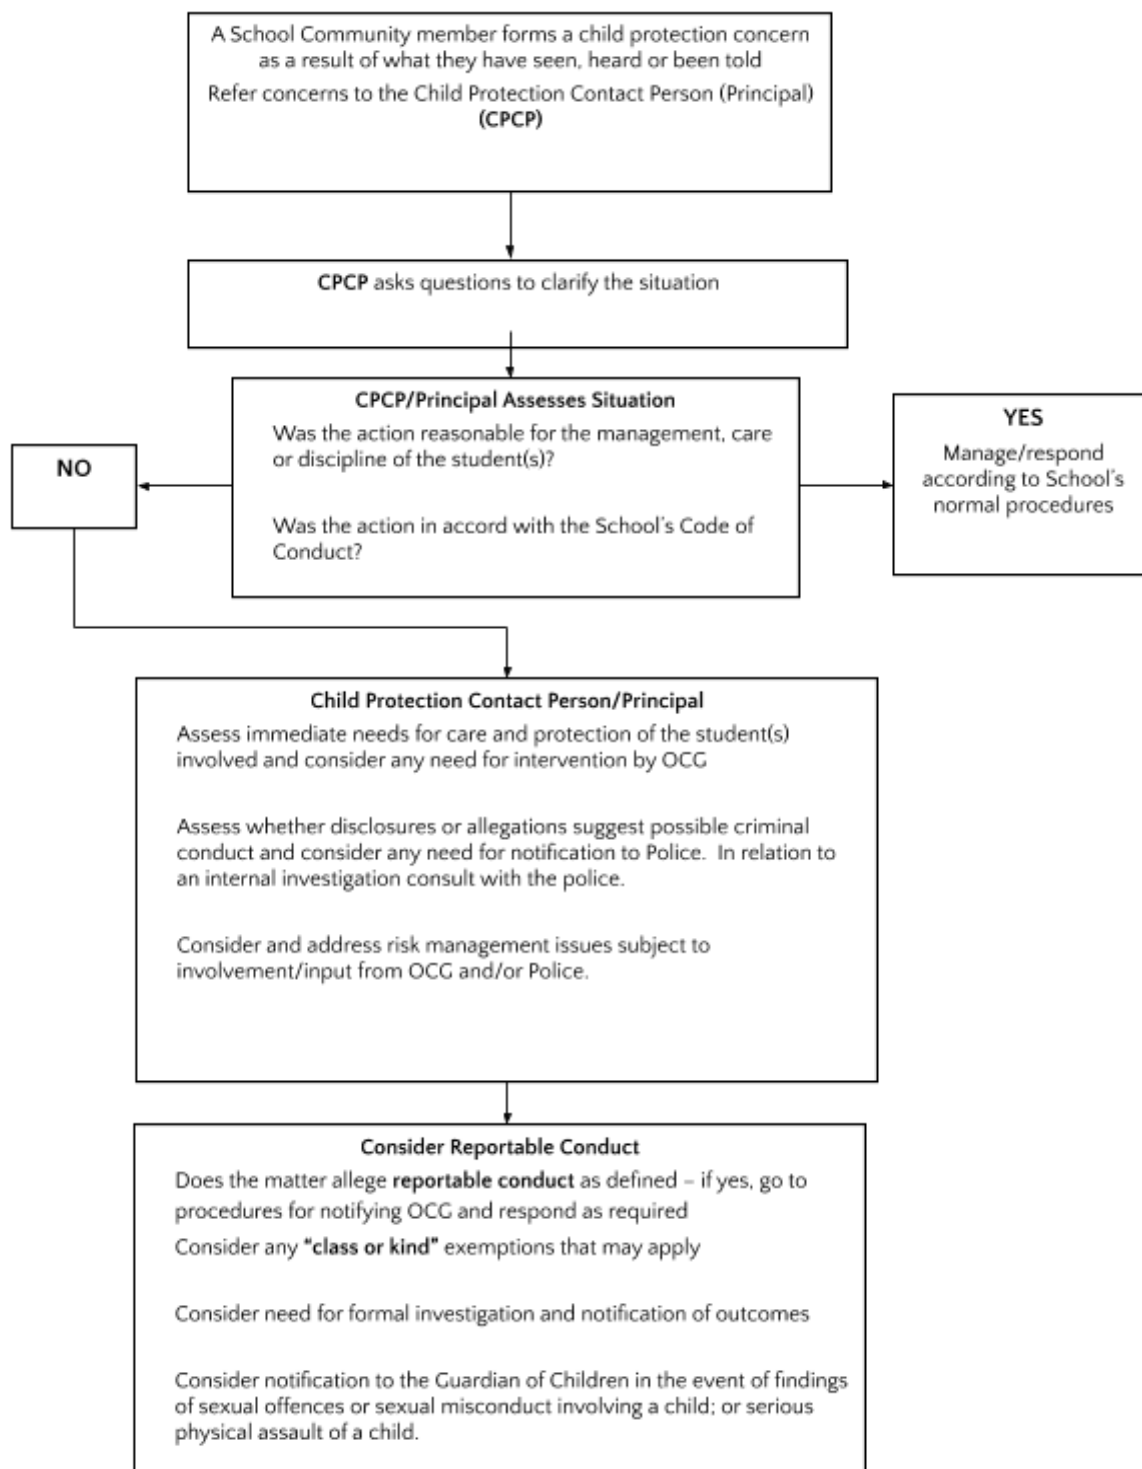 A School Community member forms a child protection concern
as a result of what they have seen, heard or been told
Refer concerns to the Child Protection Contact Person (Principal)
(CPCP)
CPCP asks questions to clarify the situation
CPCP/Principal Assesses Situation
Was the action reasonable for the management, care
or discipline of the student(s)?
Was the action in accord with the School's Code of
Conduct?
NO
YES
Manage/respond
according to School's
normal procedures
Child Protection Contact Person/Principal
Assess immediate needs for care and protection of the student(s)
involved and consider any need for intervention by OCG
Assess whether disclosures or allegations suggest possible criminal
conduct and consider any need for notification to Police. In relation to
an internal investigation consult with the police.
Consider and address risk management issues subject to
involvement/input from OCG and/or Police.
Consider Reportable Conduct
Does the matter allege reportable conduct as defined – if yes, go to
procedures for notifying OCG and respond as required
Consider any “class or kind” exemptions that may apply
Consider need for formal investigation and notification of outcomes
Consider notification to the Guardian of Children in the event of findings
of sexual offences or sexual misconduct involving a child; or serious
physical assault of a child.